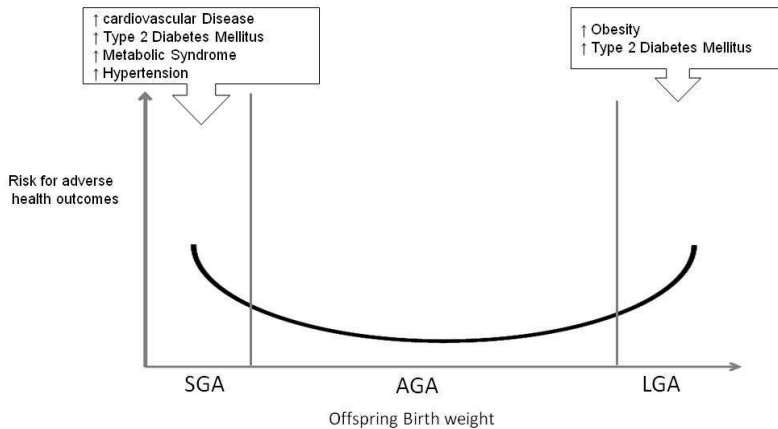 ↑ cardiovascular Disease
↑ Type 2 Diabetes Mellitus
↑ Metabolic Syndrome
↑ Hypertension
↑ Obesity
↑ Type 2 Diabetes Mellitus
Risk for adverse
health outcomes
SGA
AGA
LGA
Offspring Birth weight